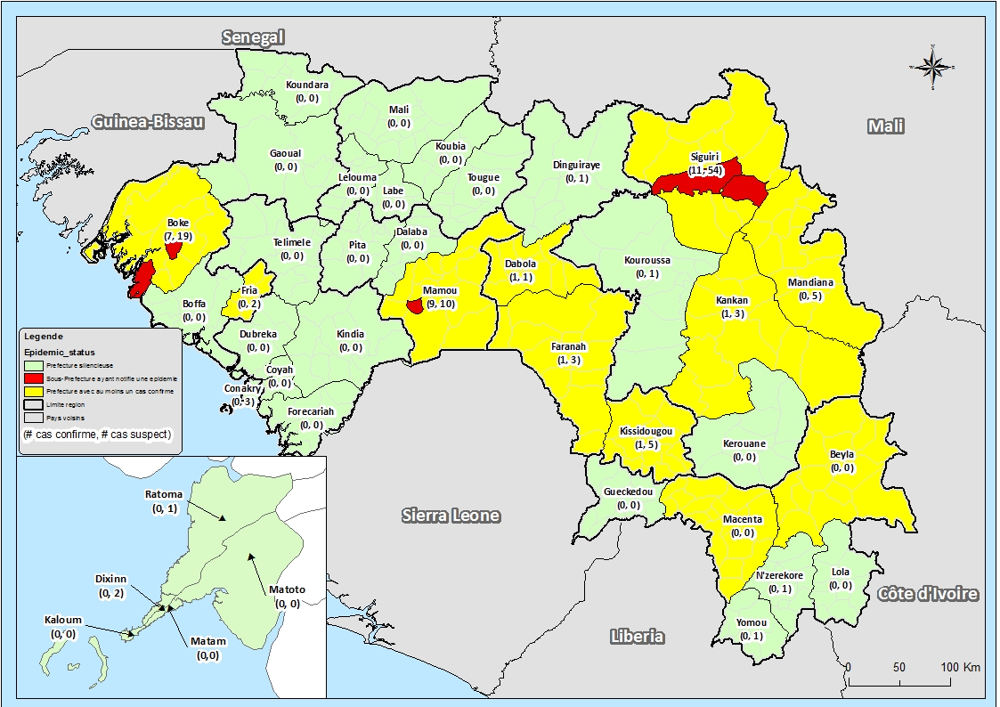 Senegal
N
Koundara
(0, 0)
Mali
(0, 0)
Guinea-Bissau
Mali
Koubia
(0, 0)
Gaoual
(0, 0)
Dinguiraye
(0, 1)
Siguiri
(11, 54)
Lelouma
(0, 0)
Labe
(0, 0)
Tougue
(0, 0)
Boke
(7, 19)
Telimele
(0, 0)
Pita
(0, 0)
Dalaba
(0, 0)
Kouroussa
(0, 1)
Dabola
(1, 1)
Mandiana
(0, 5)
Fria
(0, 2)
Mamou
(9, 10)
Kankan
(1, 3)
Boffa
(0, 0)
Dubreka
(0, 0)
Kindia
(0, 0)
Faranah
(1, 3)
Coyah
(0, 0)
Conakry
(0, 3)
Forecariah
(0, 0)
Kissidougou
(1, 5)
Kerouane
(0, 0)
Beyla
(0, 0)
Gueckedou
(0, 0)
Macenta
(0, 0)
N'zerekore
(0, 1)
Lola
(0, 0)
Yomou
(0, 1)
Sierra Leone
Liberia
Côte d'Ivoire
Legende
Epidemic_status
Prefecture silencieuse
Sous-Prefecture ayant notifie une epidemie
Prefecture avec au moins un cas confirme
Limite region
Pays voisins
(# cas confirme, # cas suspect)
Ratoma
(0, 1)
Dixinn
(0, 2)
Matoto
(0, 0)
Kaloum
(0, 0)
Matam
(0,0)
0 50 100 Km